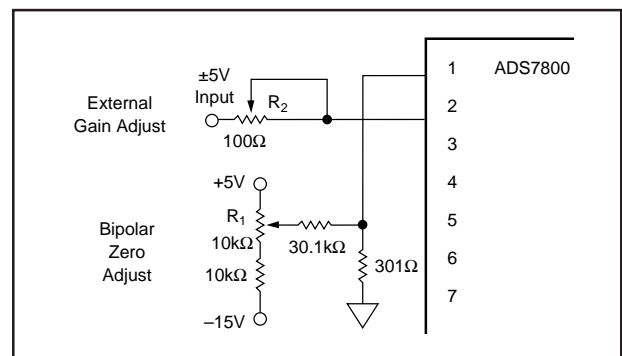 ±5V
Input
External
Gain Adjust
R2
100Ω
1
ADS7800
2
3
4
5
6
7
+5V
Bipolar
Zero
Adjust
R1
10kΩ
30.1kΩ
10kΩ
301Ω
–15V